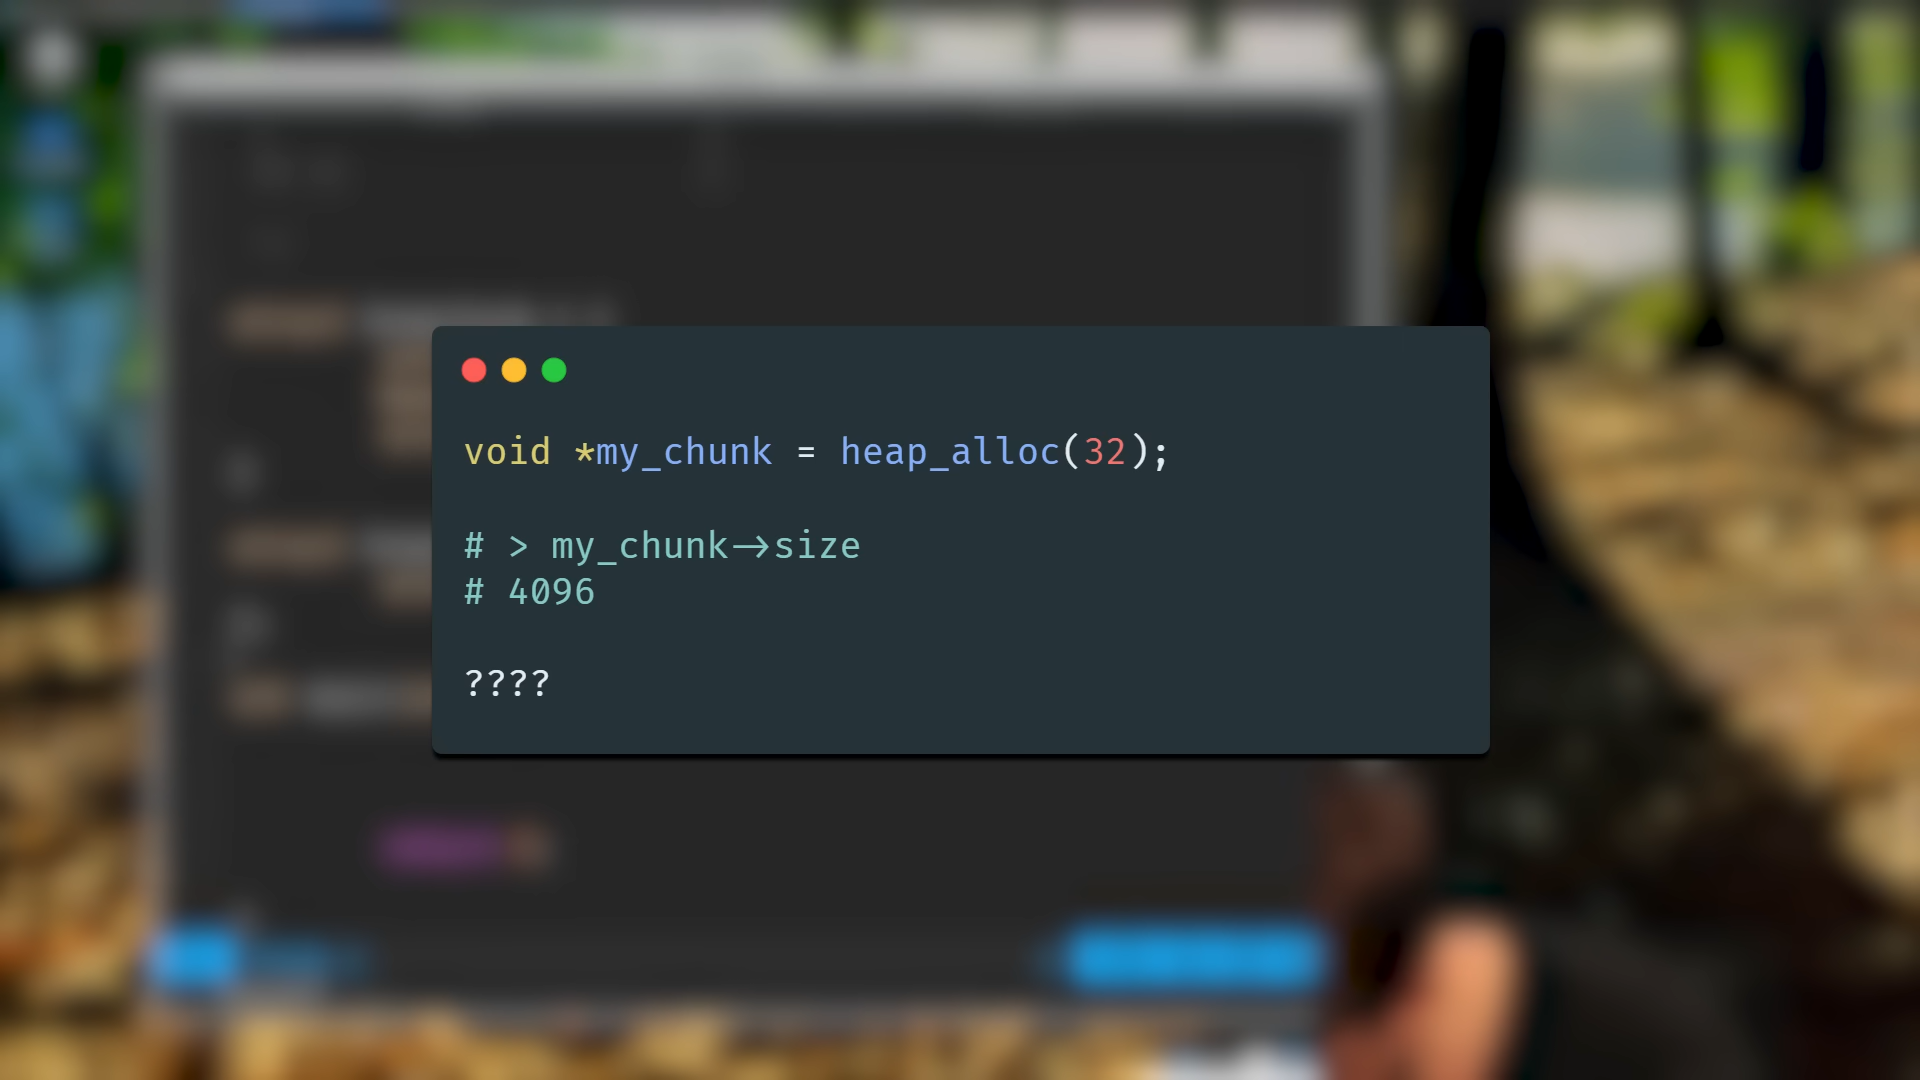 void *my_chunk = heap_alloc(32);
# > my_chunk->size
# 4096
????